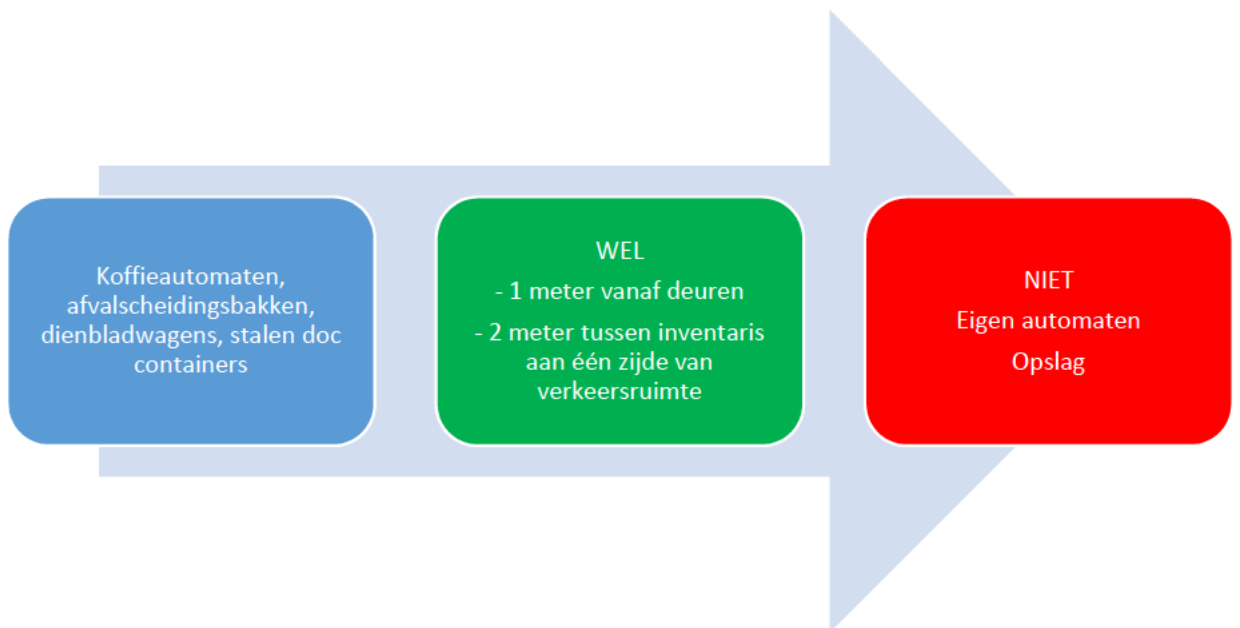 Koffieautomaten,
afvalscheidingsbakken,
dienbladwagens, stalen doc
containers
WEL
- 1 meter vanaf deuren
- 2 meter tussen inventaris
aan één zijde van
verkeersruimte
NIET
Eigen automaten
Opslag